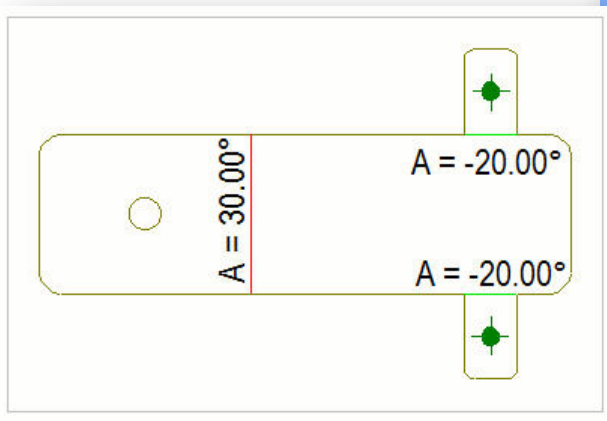 A = 30.00°
A = -20.00°
A = -20.00°